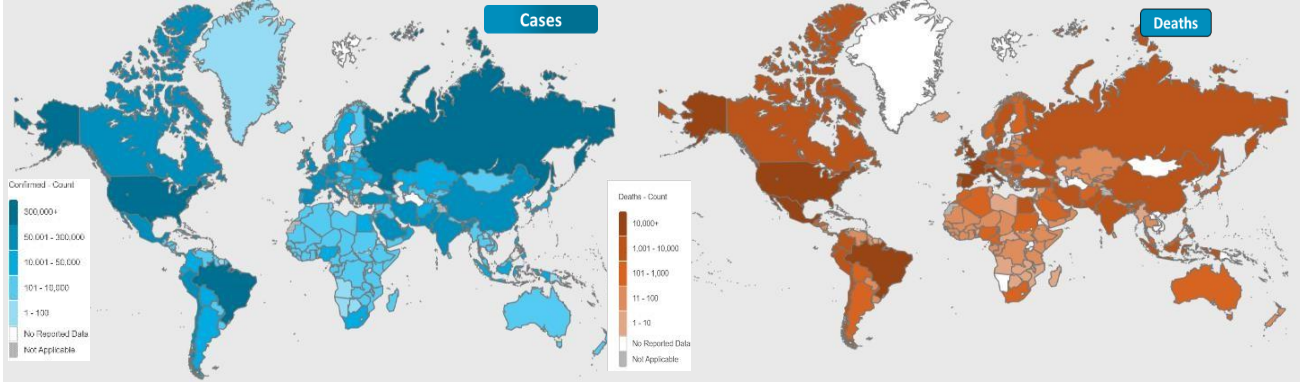 Cases
Deaths
Confirmed - Count
300,000+
50,001 - 300,000
10,001 - 50,000
101 - 10,000
1 - 100
No Reported Data
Not Applicable
Deaths - Count
10,000+
1,001 - 10,000
101 - 1,000
11 - 100
1 - 10
No Reported Data
Not Applicable